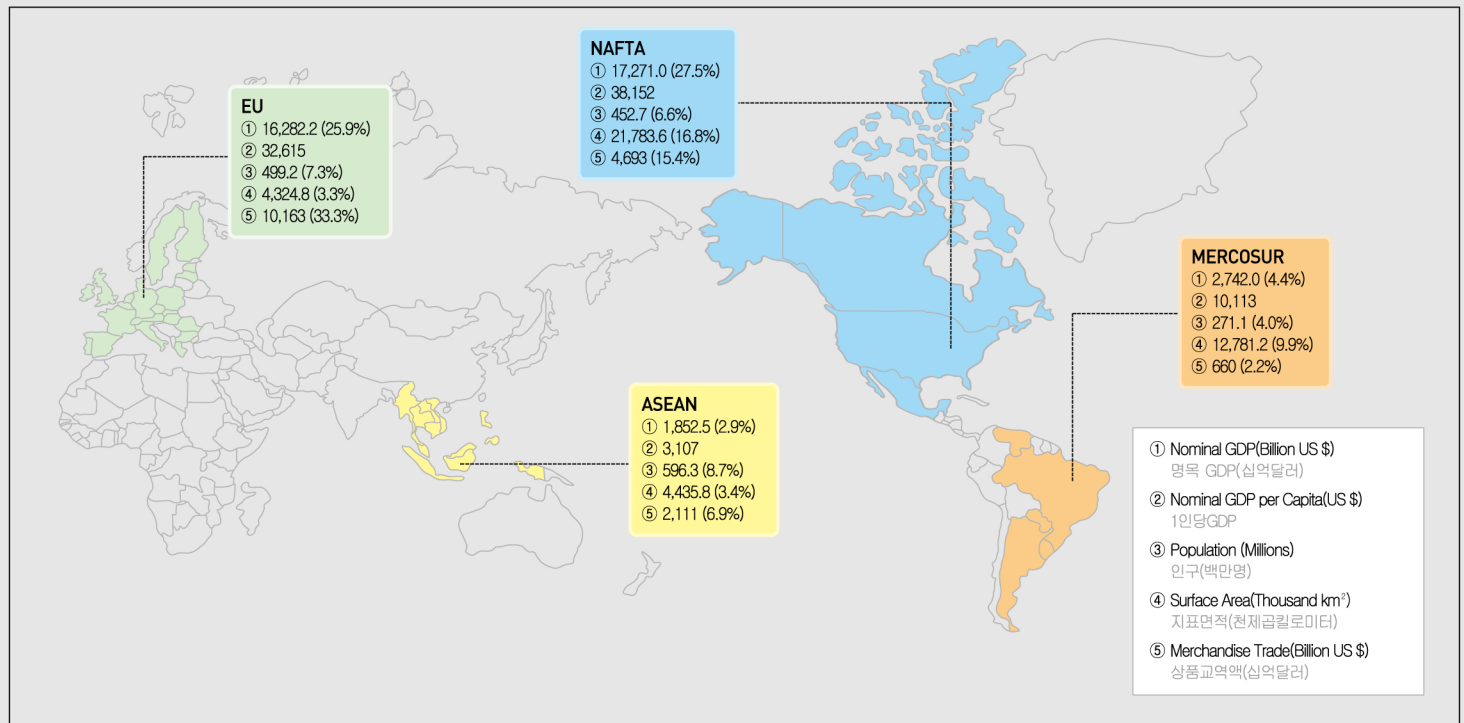 NAFTA
① 17,271.0 (27.5%)
② 38,152
③ 452.7 (6.6%)
④ 21,783.6 (16.8%)
⑤ 4,693 (15.4%)
EU
① 16,282.2 (25.9%)
② 32,615
③ 499.2 (7.3%)
④ 4,324.8 (3.3%)
⑤ 10,163 (33.3%)
MERCOSUR
① 2,742.0 (4.4%)
② 10,113
③ 271.1 (4.0%)
④ 12,781.2 (9.9%)
⑤ 660 (2.2%)
ASEAN
① 1,852.5 (2.9%)
② 3,107
③ 596.3 (8.7%)
④ 4,435.8 (3.4%)
⑤ 2,111 (6.9%)
① Nominal GDP(Billion US $)
명목 GDP(십억달러)
② Nominal GDP per Capita(US $)
1인당GDP
③ Population (Millions)
인구(백만명)
④ Surface Area(Thousand km²)
지표면적(천제곱킬로미터)
⑤ Merchandise Trade(Billion US $)
상품교역액(십억달러)